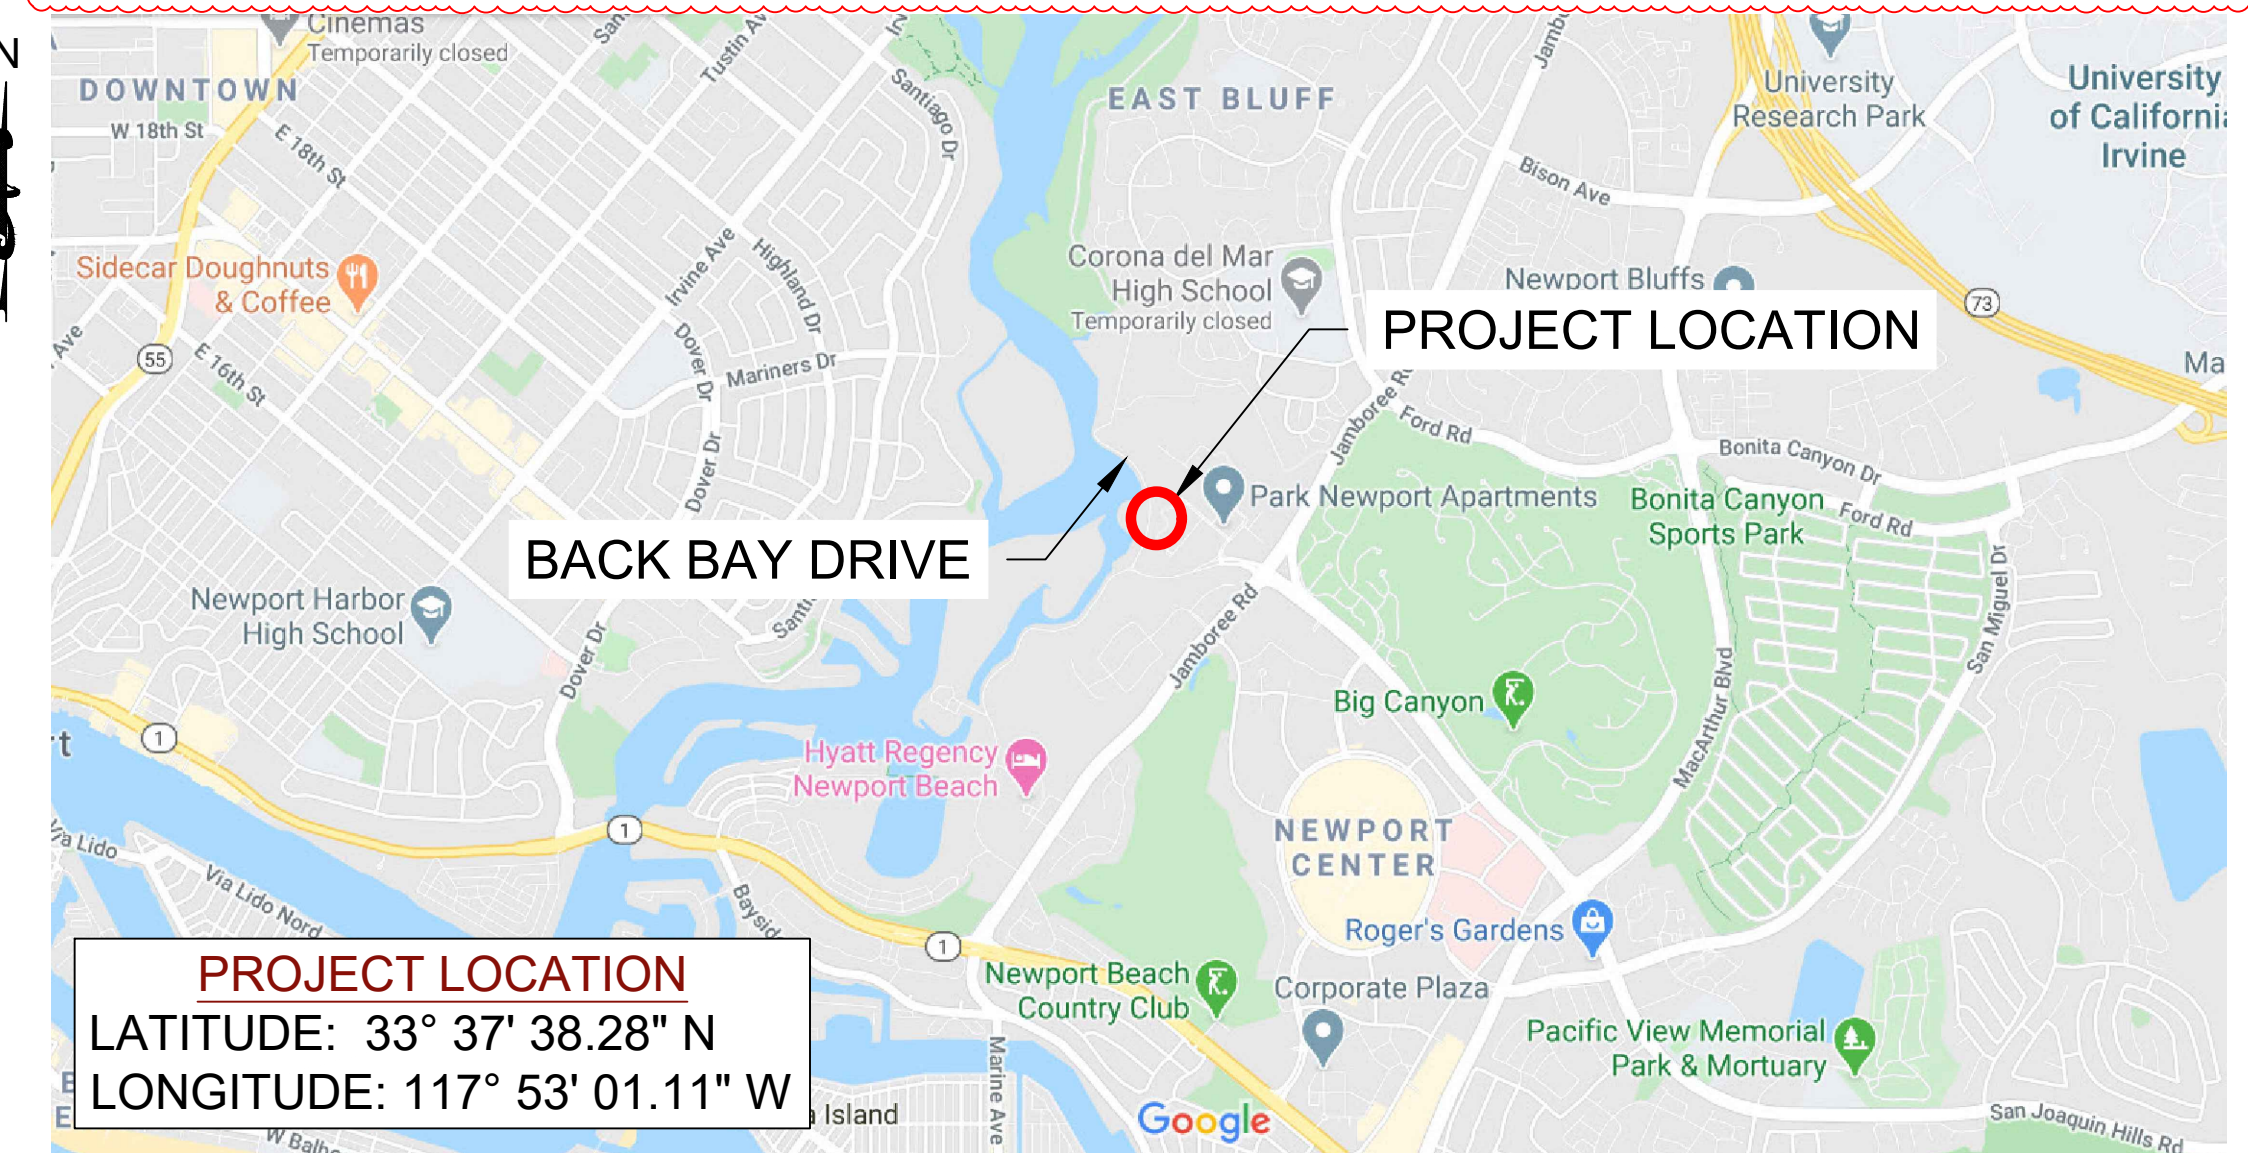 N
Cinemas
Temporarily closed
DOWNTOWN
W 18th St
E 18th St
Tustin Av
Santiago Dr
EAST BLUFF
Jamb
University
Research Park
University
of California
Irvine
Bison Ave
Sidecar Doughnuts
& Coffee
Irvine Ave
Highland Dr
Corona del Mar
High School
Temporarily closed
Newport Bluffs
73
PROJECT LOCATION
Ave
55
E 16th St
Dover Dr
Mariners Dr
Ma
Jamboree R
Ford Rd
Bonita Canyon Dr
Dover Dr
Park Newport Apartments
Bonita Canyon
Sports Park
Ford Rd
BACK BAY DRIVE
Newport Harbor
High School
Santi
Dover Dr
Jamboree Rd
San Miguel Dr
Big Canyon
MacArthur Blvd
t
1
Hyatt Regency
Newport Beach
1
NEWPORT
CENTER
Via Lido
Via Lido Nord
Baysid
1
Roger's Gardens
Newport Beach
Country Club
Corporate Plaza
PROJECT LOCATION
LATITUDE: 33° 37' 38.28" N
LONGITUDE: 117° 53' 01.11" W
Marine Ave
Pacific View Memorial
Park & Mortuary
Island
Google
San Joaquin Hills Rd
W Balb